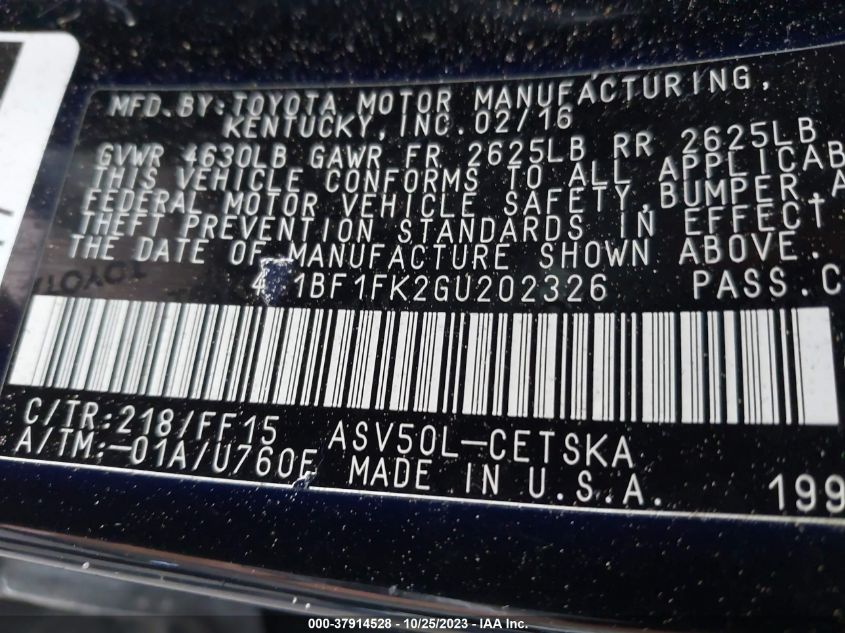 MFD.BY:TOYOTA MOTOR MANUFACTURING,
KENTUCKY, INC. 02/16
GVWR 4630LB GAWR FR 2625LB RR 2625LB
THIS VEHICLE CONFORMS TO ALL APPLICAB
FEDERAL MOTOR VEHICLE SAFETY, BUMPER, A
THEFT PREVENTION STANDARDS IN EFFECT
THE DATE OF MANUFACTURE SHOWN ABOVE.
TOYOTA
4 1BF1FK2GU202326 PASS.C
C/TR:218/FF15 ASV50L-CETSKA
A/TM:-01A/U760E MADE IN U.S.A. 199
000-37914528 - 10/25/2023 - IAA Inc.